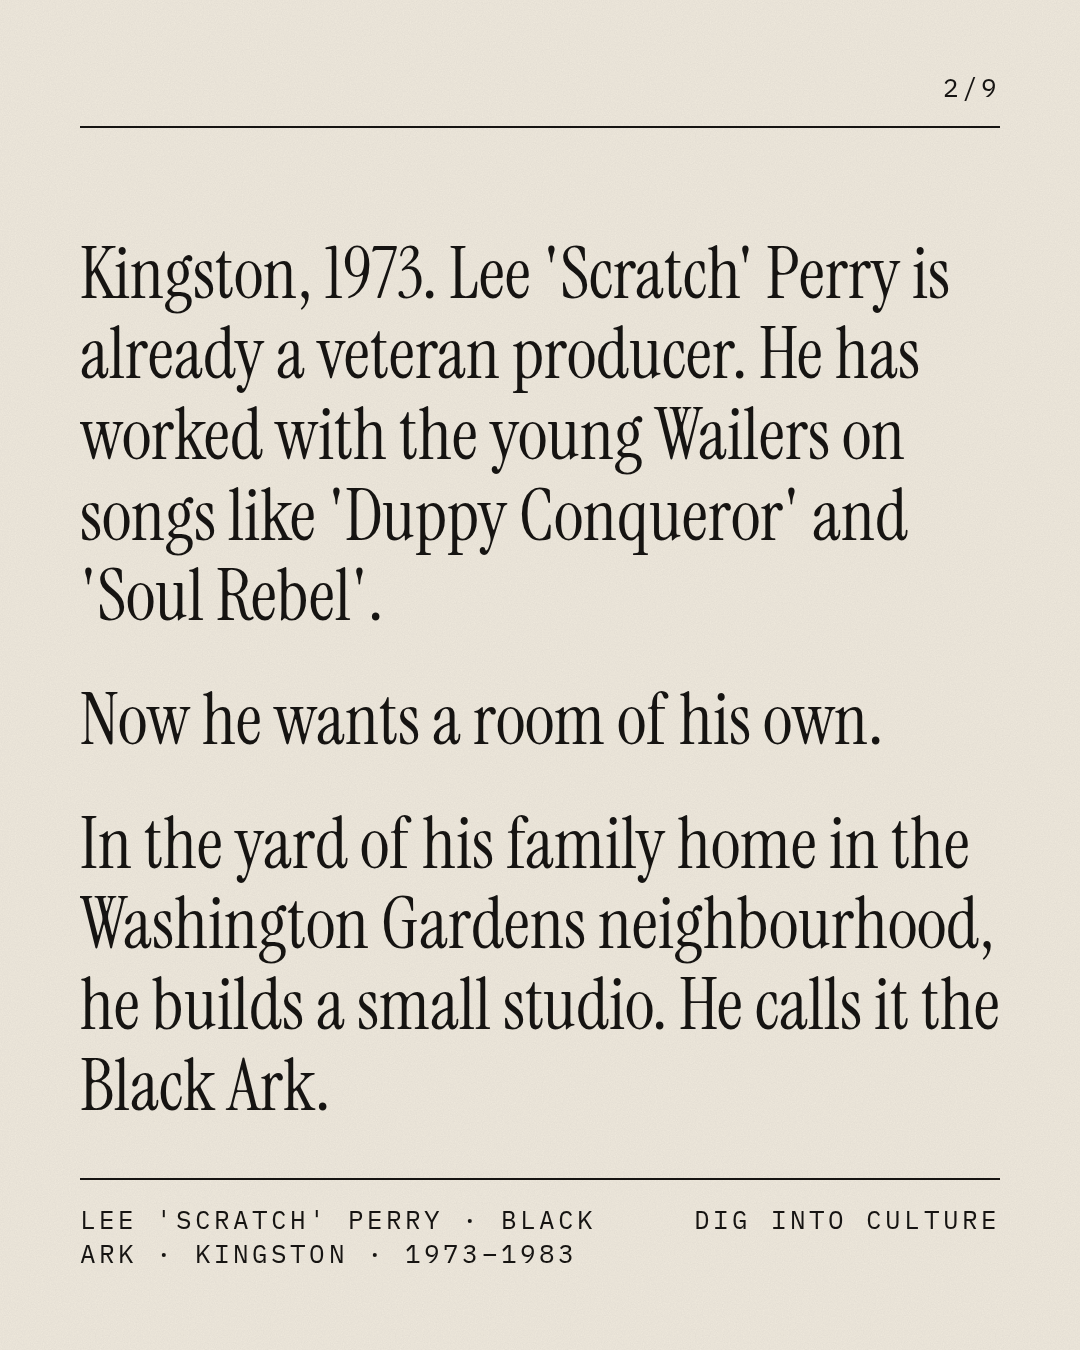 2/9
Kingston, 1973. Lee 'Scratch' Perry is
already a veteran producer. He has
worked with the young Wailers on
songs like 'Duppy Conqueror' and
'Soul Rebel'.
Now he wants a room of his own.
In the yard of his family home in the
Washington Gardens neighbourhood,
he builds a small studio. He calls it the
Black Ark.
LEE 'SCRATCH' PERRY · BLACK
ARK · KINGSTON · 1973–1983
DIG INTO CULTURE